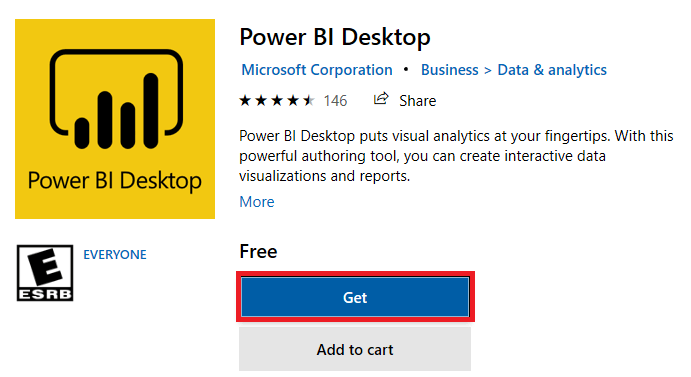 Power BI Desktop
Power BI Desktop
Microsoft Corporation • Business > Data & analytics
146 Share
Power BI Desktop puts visual analytics at your fingertips. With this
powerful authoring tool, you can create interactive data
visualizations and reports.
More
E
ESRB
EVERYONE
Free
Get
Add to cart